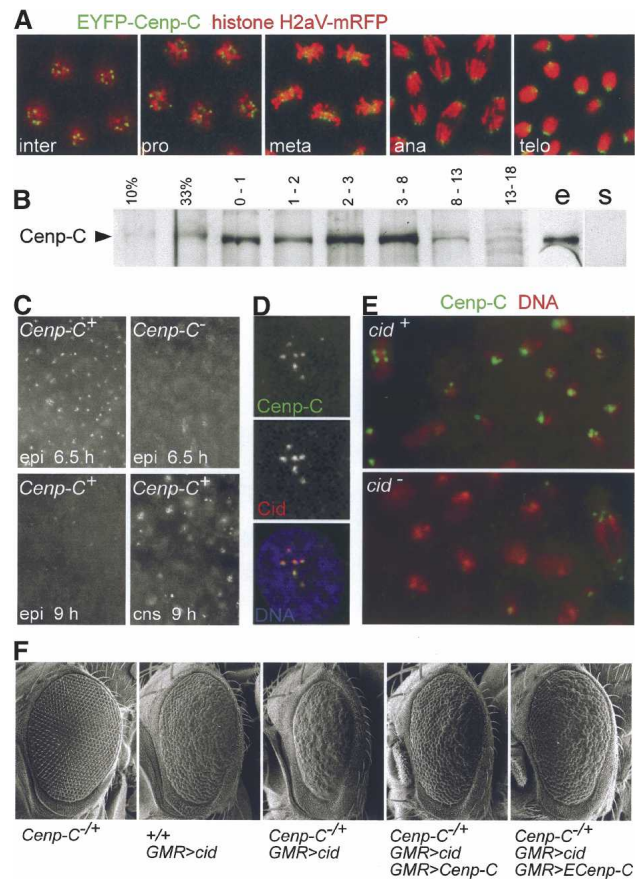 A EYFP-Cenp-C histone H2aV-mRFP
inter pro meta ana telo
10% 33% 0 - 1 1 - 2 2 - 3 3 - 8 8 - 13 13-18 e s
B Cenp-C
C
Cenp-C+ Cenp-C-
epi 6.5 h epi 6.5 h
Cenp-C+ Cenp-C+
epi 9 h cns 9 h
D
Cenp-C
Cid
DNA
E Cenp-C DNA
cid +
cid -
F
Cenp-C-/+
+/+
GMR>cid
Cenp-C-/+
GMR>cid
Cenp-C-/+
GMR>cid
GMR>Cenp-C
Cenp-C-/+
GMR>cid
GMR>ECenp-C